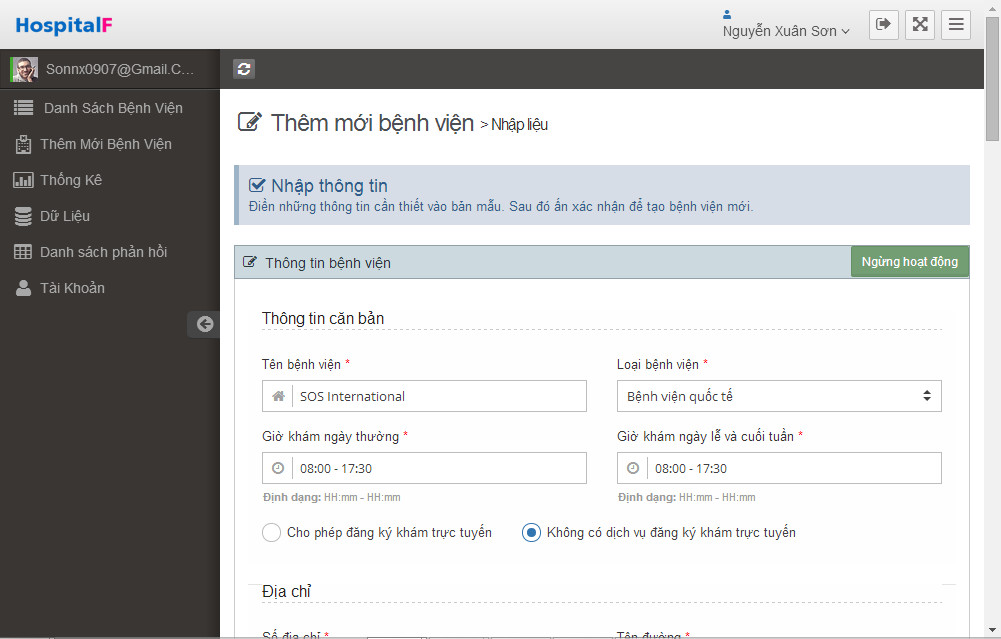 HospitalF
Nguyễn Xuân Sơn
Sonnx0907@Gmail.C...
Danh Sách Bệnh Viện
Thêm Mới Bệnh Viện
Thống Kê
Dữ Liệu
Danh sách phản hồi
Tài Khoản
Thêm mới bệnh viện > Nhập liệu
Nhập thông tin
Điền những thông tin cần thiết vào bản mẫu. Sau đó ấn xác nhận để tạo bệnh viện mới.
Thông tin bệnh viện
Ngừng hoạt động
Thông tin căn bản
Tên bệnh viện *
Loại bệnh viện *
SOS International
Bệnh viện quốc tế
Giờ khám ngày thường *
Giờ khám ngày lễ và cuối tuần *
08:00 - 17:30
08:00 - 17:30
Định dạng: HH:mm - HH:mm
Định dạng: HH:mm - HH:mm
Cho phép đăng ký khám trực tuyến
Không có dịch vụ đăng ký khám trực tuyến
Địa chỉ
Số địa chỉ *
Tên đường *